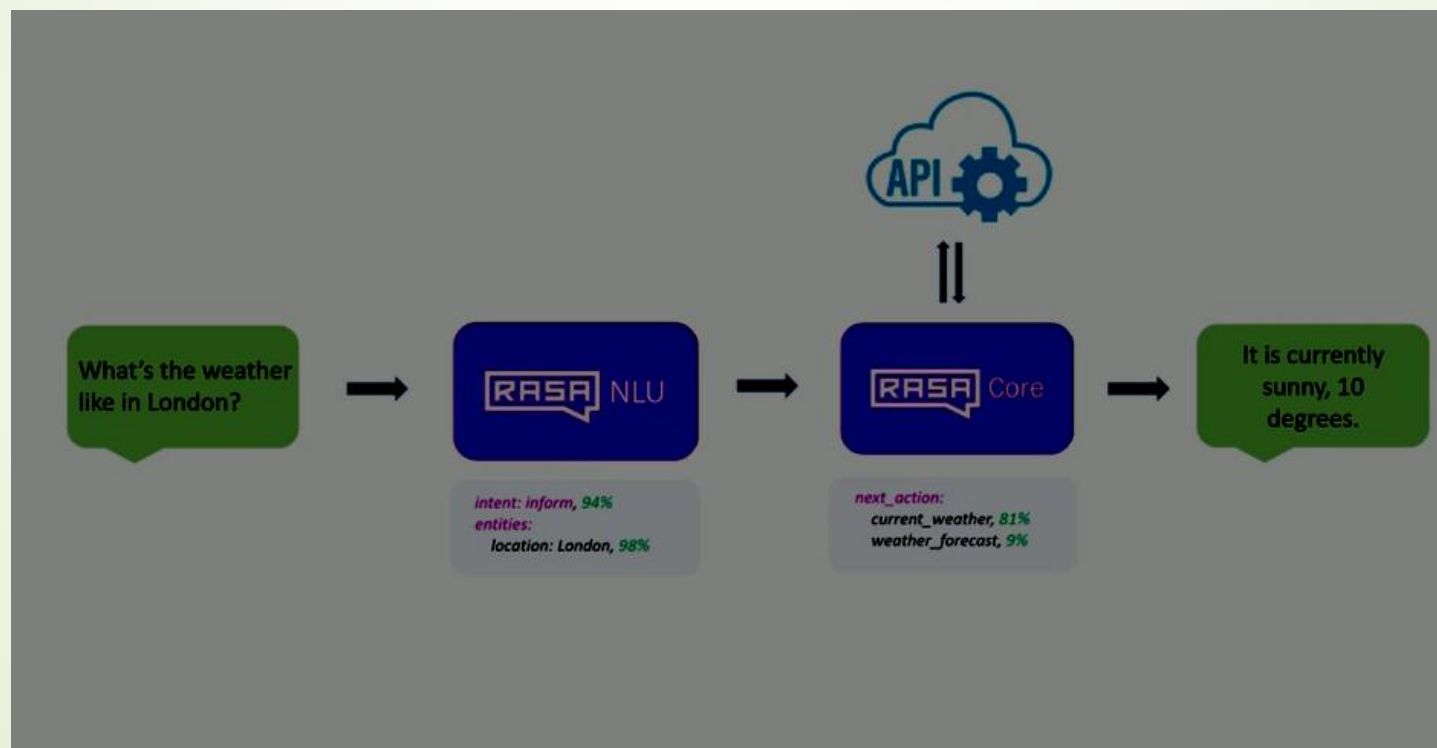 API
What's the weather
like in London?
RASA NLU
RASA Core
It is currently
sunny, 10
degrees.
intent: inform, 94%
entities:
location: London, 98%
next_action:
current_weather, 81%
weather_forecast, 9%